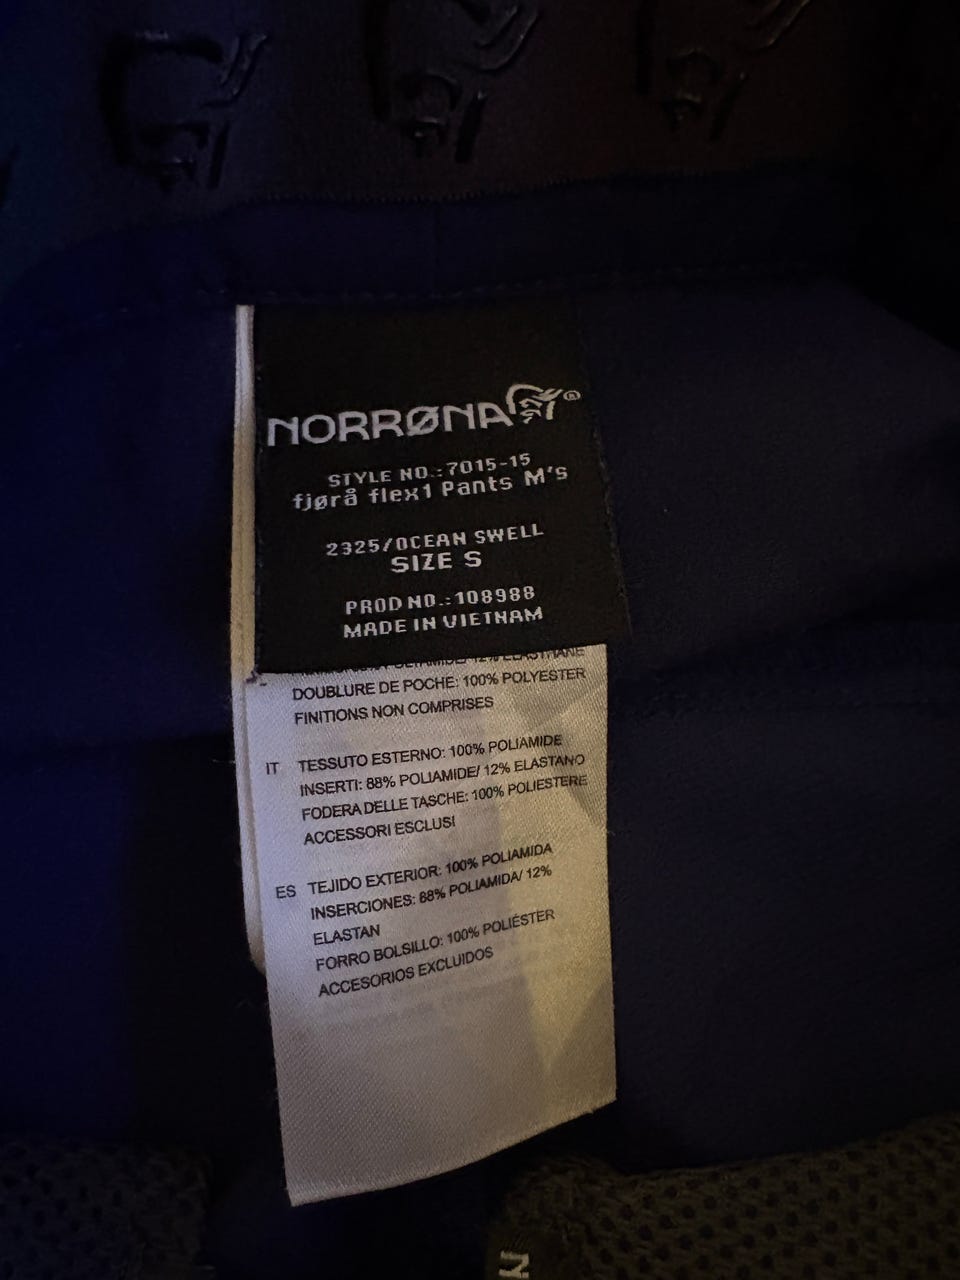 NORRØNA®
STYLE NO.:7015-15
fjørå flex1 Pants M's
2325/OCEAN SWELL
SIZE S
PROD NO.:108988
MADE IN VIETNAM
POLYAMIDE/ 12% ELASTHANE
DOUBLURE DE POCHE: 100% POLYESTER
FINITIONS NON COMPRISES
IT TESSUTO ESTERNO: 100% POLIAMIDE
INSERTI: 88% POLIAMIDE/ 12% ELASTANO
FODERA DELLE TASCHE: 100% POLIESTERE
ACCESSORI ESCLUSI
ES TEJIDO EXTERIOR: 100% POLIAMIDA
INSERCIONES: 88% POLIAMIDA/ 12%
ELASTAN
FORRO BOLSILLO: 100% POLIÉSTER
ACCESORIOS EXCLUIDOS
N